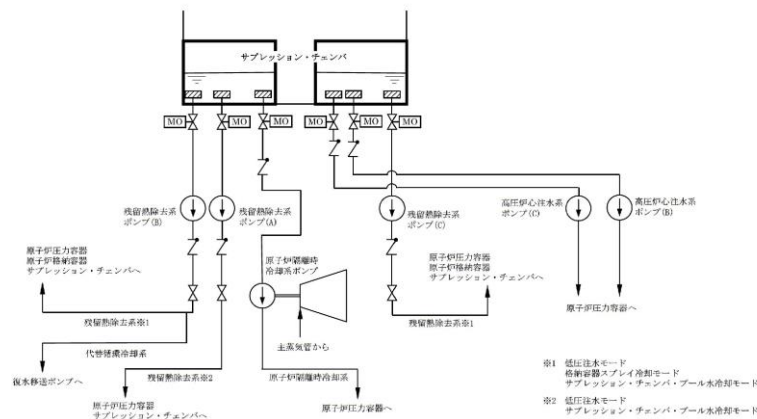 サプレッション・チェンバ
MO
MO
MO
MO
MO
MO
残留熱除去系
ポンプ(B)
残留熱除去系
ポンプ(A)
残留熱除去系
ポンプ(C)
高圧炉心注水系
ポンプ(C)
高圧炉心注水系
ポンプ(B)
原子炉圧力容器
原子炉格納容器
サプレッション・チェンバへ
原子炉隔離時
冷却系ポンプ
原子炉圧力容器
原子炉格納容器
サプレッション・チェンバへ
原子炉圧力容器へ
残留熱除去系※1
主蒸気管から
残留熱除去系※1
代替循環冷却系
復水移送ポンプへ
残留熱除去系※2
原子炉隔離時冷却系
原子炉圧力容器
サプレッション・チェンバへ
原子炉圧力容器へ
※1 低圧注水モード
格納容器スプレイ冷却モード
サプレッション・チェンバ・プール水冷却モード
※2 低圧注水モード
サプレッション・チェンバ・プール水冷却モード